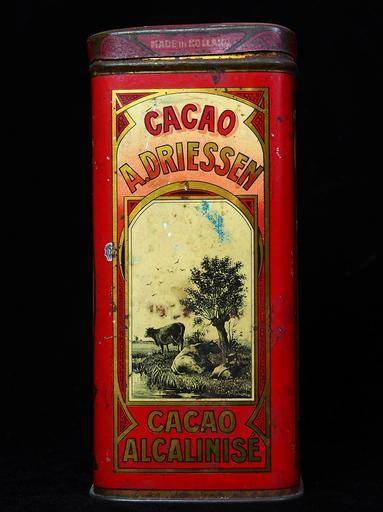 MADE IN HOLLAND
CACAO
A.DRIESSEN
CACAO
ALCALINISÉ